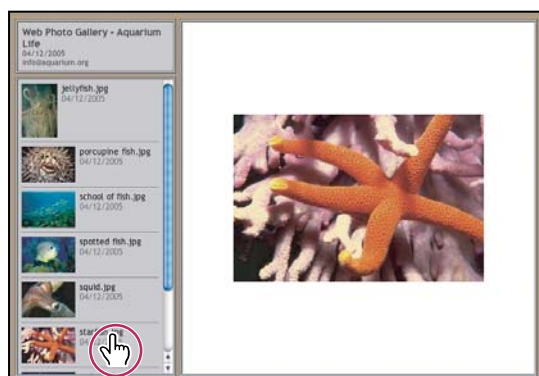 Web Photo Gallery - Aquarium
Life
04/12/2005
info@aquarium.org
jellyfish.jpg
04/12/2005
porcupine fish.jpg
04/12/2005
school of fish.jpg
04/12/2005
spotted fish.jpg
04/12/2005
squid.jpg
04/12/2005